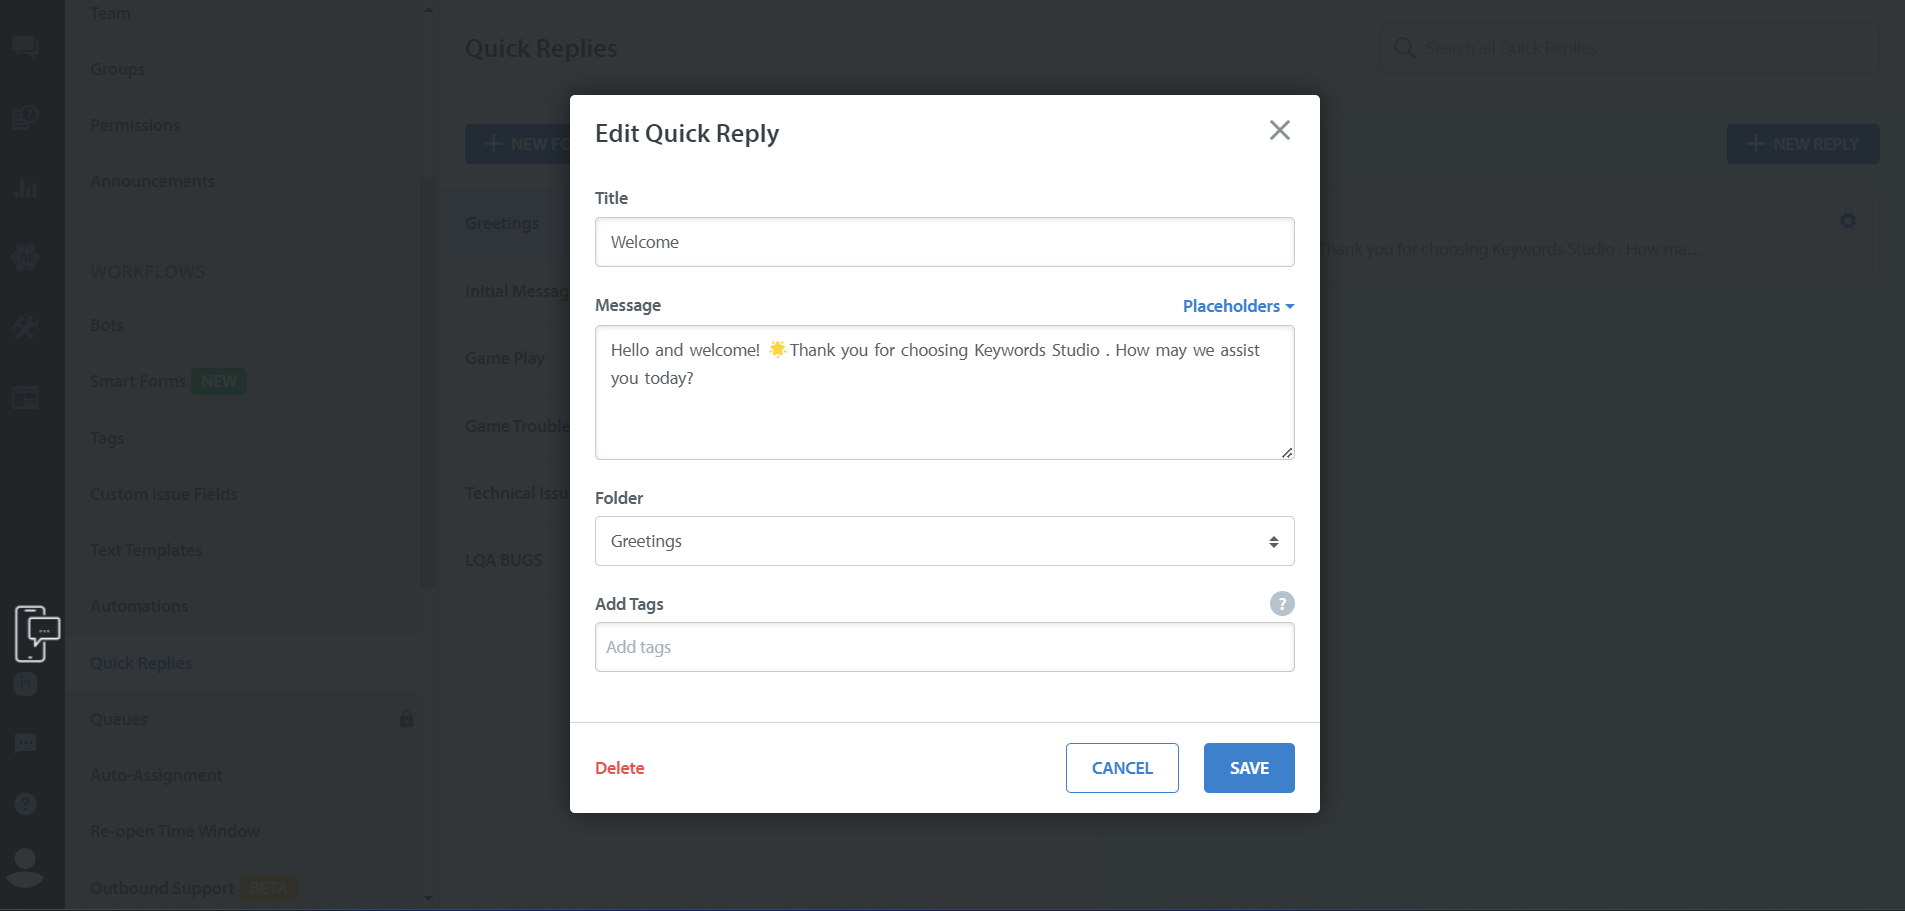 Team
Groups
Permissions
Announcements
WORKFLOWS
Bots
Smart Forms NEW
Tags
Custom Issue Fields
Text Templates
Automations
Quick Replies
Queues
Auto-Assignment
Re-open Time Window
Outbound Support BETA
Quick Replies
Search all Quick Replies
NEW FO
NEW REPLY
Greetings
Initial Messag
Game Play
Game Trouble
Technical Issu
LQA BUGS
Thank you for choosing Keywords Studio . How ma...
Edit Quick Reply
Title
Welcome
Message
Placeholders
Hello and welcome! 🌟Thank you for choosing Keywords Studio . How may we assist
you today?
Folder
Greetings
Add Tags
?
Add tags
Delete
CANCEL
SAVE
AI
h
?
?